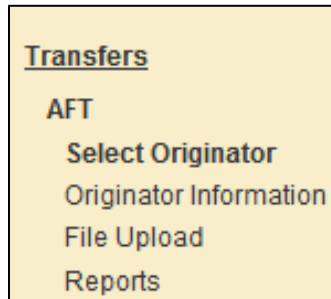 Transfers
AFT
Select Originator
Originator Information
File Upload
Reports